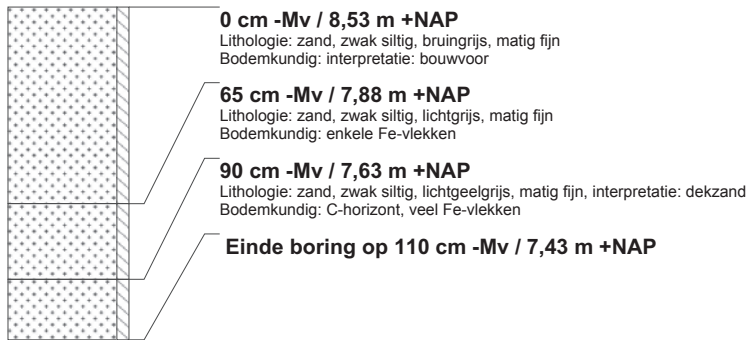 0 cm -Mv / 8,53 m +NAP
Lithologie: zand, zwak siltig, bruingrijs, matig fijn
Bodemkundig: interpretatie: bouwvoor
65 cm -Mv / 7,88 m +NAP
Lithologie: zand, zwak siltig, lichtgrijs, matig fijn
Bodemkundig: enkele Fe-vlekken
90 cm -Mv / 7,63 m +NAP
Lithologie: zand, zwak siltig, lichtgeelgrijs, matig fijn, interpretatie: dekzand
Bodemkundig: C-horizont, veel Fe-vlekken
Einde boring op 110 cm -Mv / 7,43 m +NAP